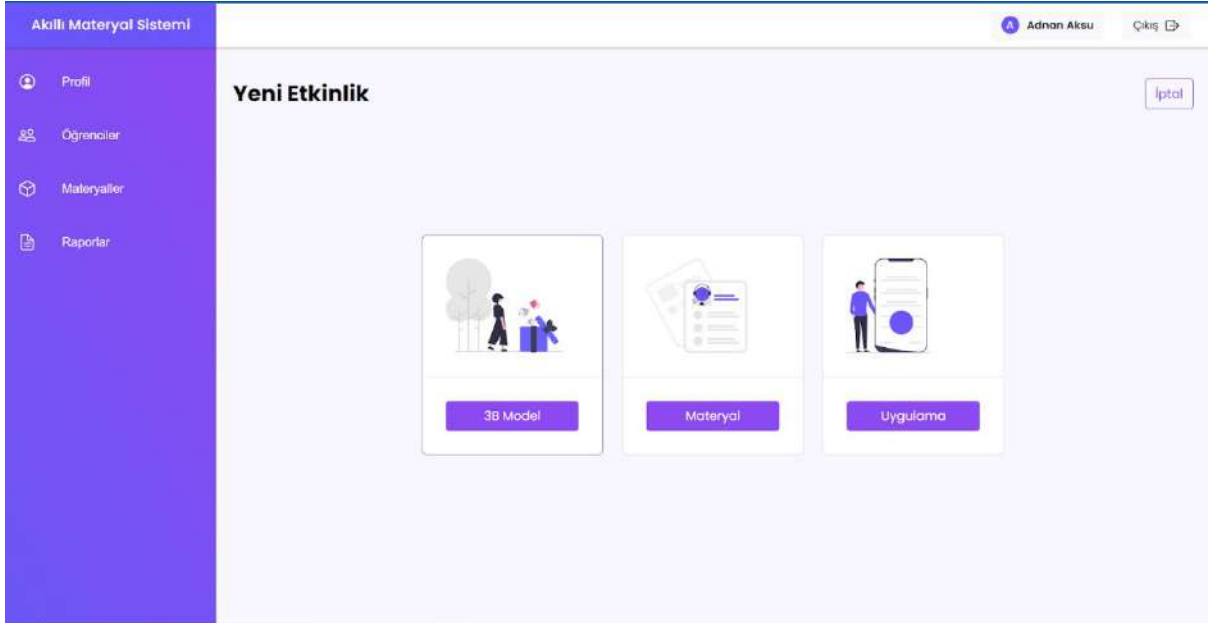 Akıllı Materyal Sistemi
A Adnan Aksu
Çıkış
Profil
Öğrenciler
Materyaller
Raporlar
Yeni Etkinlik
İptal
3B Model
Materyal
Uygulama